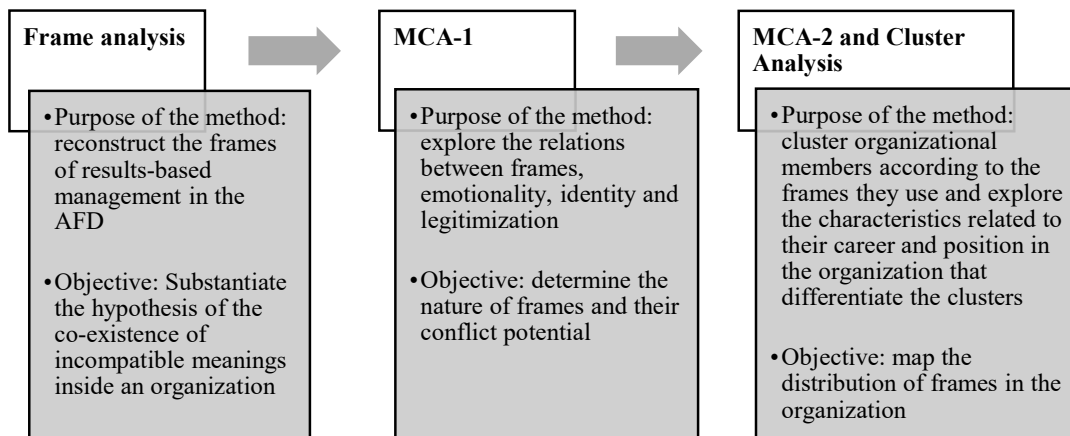 Frame analysis
•Purpose of the method:
reconstruct the frames
of results-based
management in the
AFD
•Objective: Substantiate
the hypothesis of the
co-existence of
incompatible meanings
inside an organization
MCA-1
•Purpose of the method:
explore the relations
between frames,
emotionality, identity and
legitimization
•Objective: determine the
nature of frames and their
conflict potential
MCA-2 and Cluster
Analysis
•Purpose of the method:
cluster organizational
members according to the
frames they use and explore
the characteristics related to
their career and position in
the organization that
differentiate the clusters
•Objective: map the
distribution of frames in the
organization